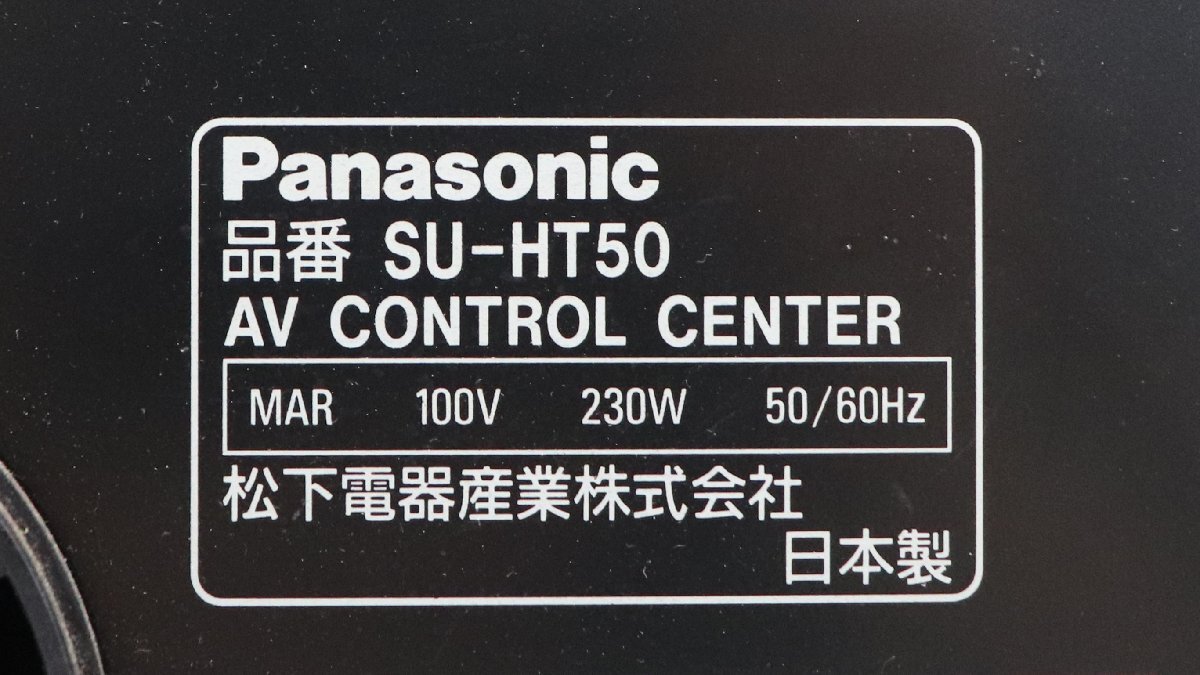 Panasonic
品番 SU-HT50
AV CONTROL CENTER
MAR 100V 230W 50/60Hz
松下電器産業株式会社
日本製